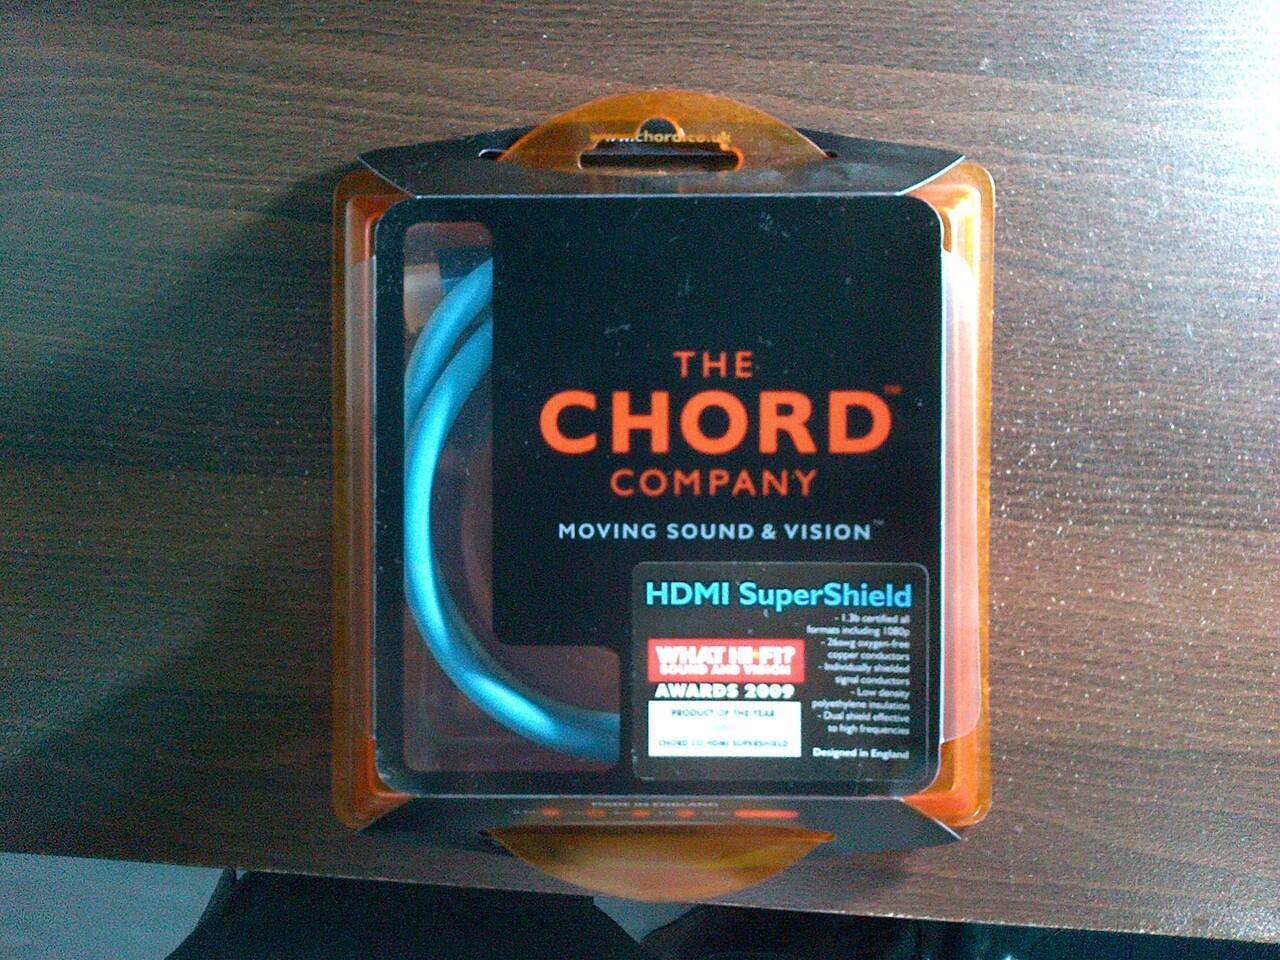 www.chord.co.uk
THE
CHORD™
COMPANY
MOVING SOUND & VISION™
HDMI SuperShield
- 1.3b certified all
formats including 1080p
- 26awg oxygen-free
copper conductors
- Individually shielded
signal conductors
- Low density
polyethylene insulation
- Dual shield effective
to high frequencies
Designed in England
WHAT HI-FI?
SOUND AND VISION
AWARDS 2009
PRODUCT OF THE YEAR
CHORD CO HDMI SUPERSHIELD
MADE IN ENGLAND